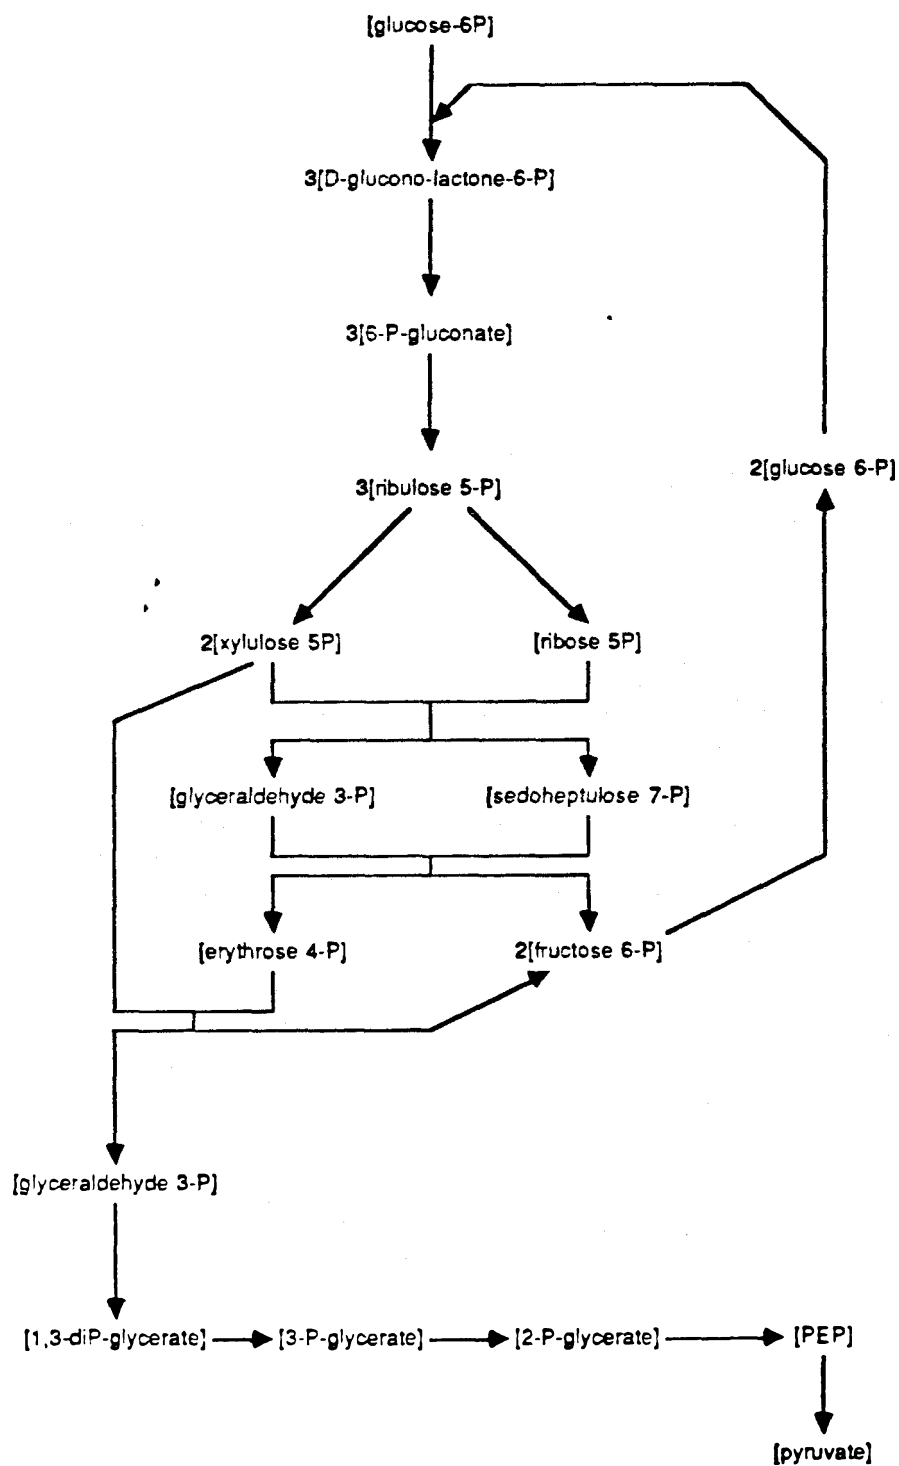 [glucose-6P]
3[D-glucono-lactone-6-P]
3[6-P-gluconate]
2[glucose 6-P]
3[ribulose 5-P]
2[xylulose 5P] [ribose 5P]
[glyceraldehyde 3-P] [sedoheptulose 7-P]
[erythrose 4-P] 2[fructose 6-P]
[glyceraldehyde 3-P]
[1,3-diP-glycerate] [3-P-glycerate] [2-P-glycerate] [PEP]
[pyruvate]